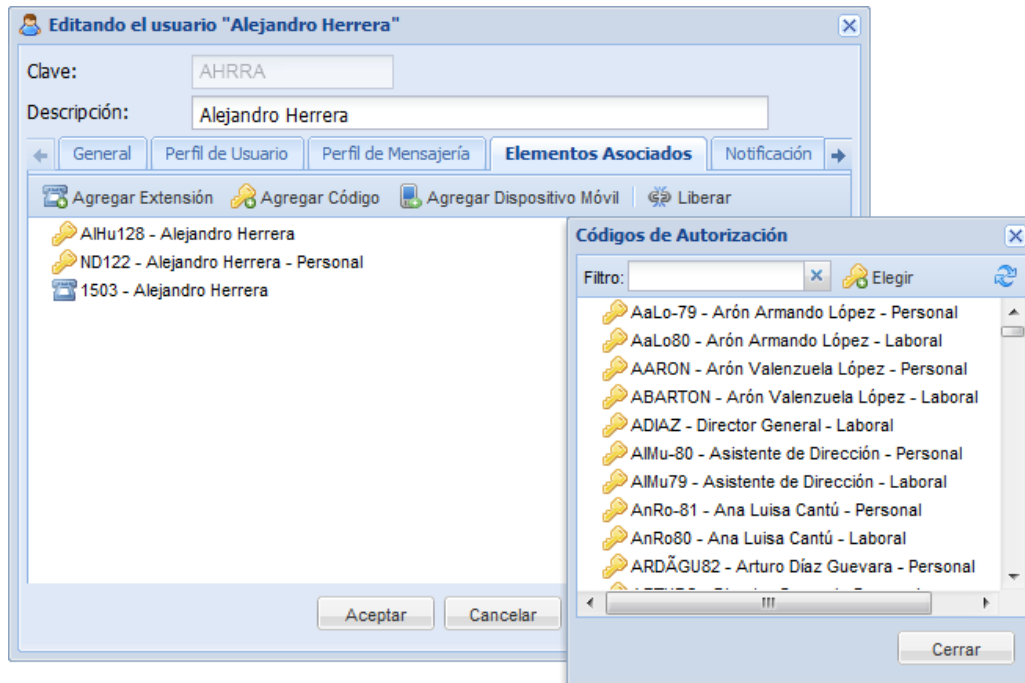 Editando el usuario "Alejandro Herrera"
Clave: AHRRA
Descripción: Alejandro Herrera
General Perfil de Usuario Perfil de Mensajería Elementos Asociados Notificación
Agregar Extensión Agregar Código Agregar Dispositivo Móvil Liberar
AlHu128 - Alejandro Herrera
ND122 - Alejandro Herrera - Personal
1503 - Alejandro Herrera
Aceptar Cancelar
Códigos de Autorización
Filtro: Elegir
AaLo-79 - Arón Armando López - Personal
AaLo80 - Arón Armando López - Laboral
AARON - Arón Valenzuela López - Personal
ABARTON - Arón Valenzuela López - Laboral
ADIAZ - Director General - Laboral
AlMu-80 - Asistente de Dirección - Personal
AlMu79 - Asistente de Dirección - Laboral
AnRo-81 - Ana Luisa Cantú - Personal
AnRo80 - Ana Luisa Cantú - Laboral
ARDÃGU82 - Arturo Díaz Guevara - Personal
Cerrar